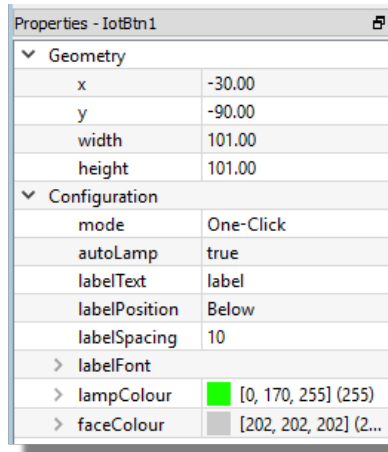 Properties - IotBtn1
Geometry
x -30.00
y -90.00
width 101.00
height 101.00
Configuration
mode One-Click
autoLamp true
labelText label
labelPosition Below
labelSpacing 10
labelFont
lampColour [0, 170, 255] (255)
faceColour [202, 202, 202] (2...